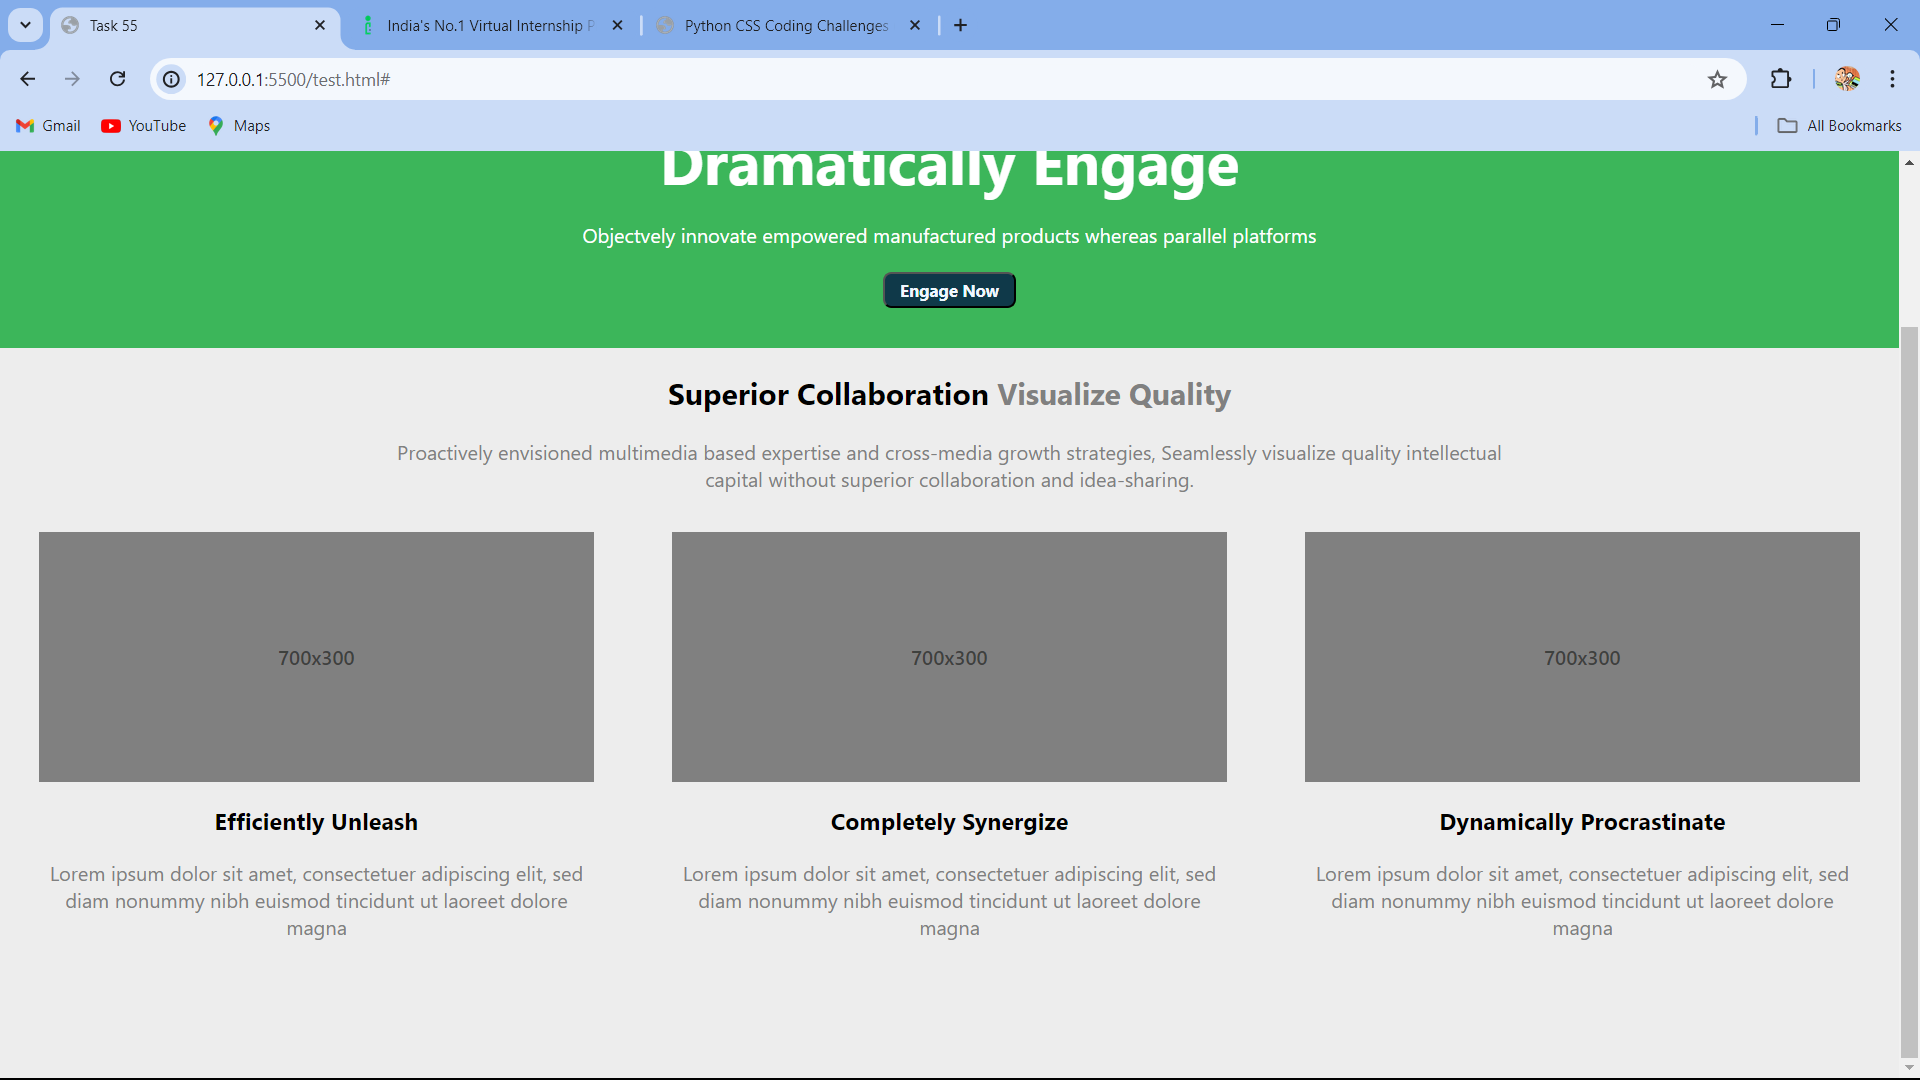 Task 55
India's No.1 Virtual Internship P
Python CSS Coding Challenges
127.0.0.1:5500/test.html#
Gmail
YouTube
Maps
All Bookmarks
Dramatically Engage
Objectvely innovate empowered manufactured products whereas parallel platforms
Engage Now
Superior Collaboration Visualize Quality
Proactively envisioned multimedia based expertise and cross-media growth strategies, Seamlessly visualize quality intellectual
capital without superior collaboration and idea-sharing.
700x300
700x300
700x300
Efficiently Unleash
Lorem ipsum dolor sit amet, consectetuer adipiscing elit, sed
diam nonummy nibh euismod tincidunt ut laoreet dolore
magna
Completely Synergize
Lorem ipsum dolor sit amet, consectetuer adipiscing elit, sed
diam nonummy nibh euismod tincidunt ut laoreet dolore
magna
Dynamically Procrastinate
Lorem ipsum dolor sit amet, consectetuer adipiscing elit, sed
diam nonummy nibh euismod tincidunt ut laoreet dolore
magna